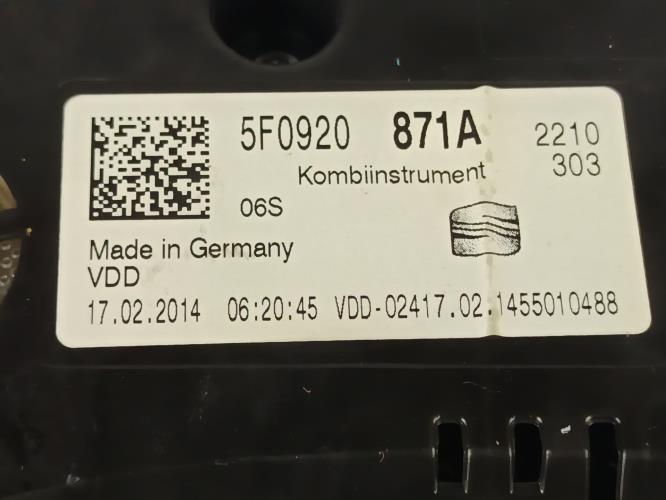 5F0920 871A 2210
Kombiinstrument 303
06S
Made in Germany
VDD
17.02.2014 06:20:45 VDD-02417.02.1455010488